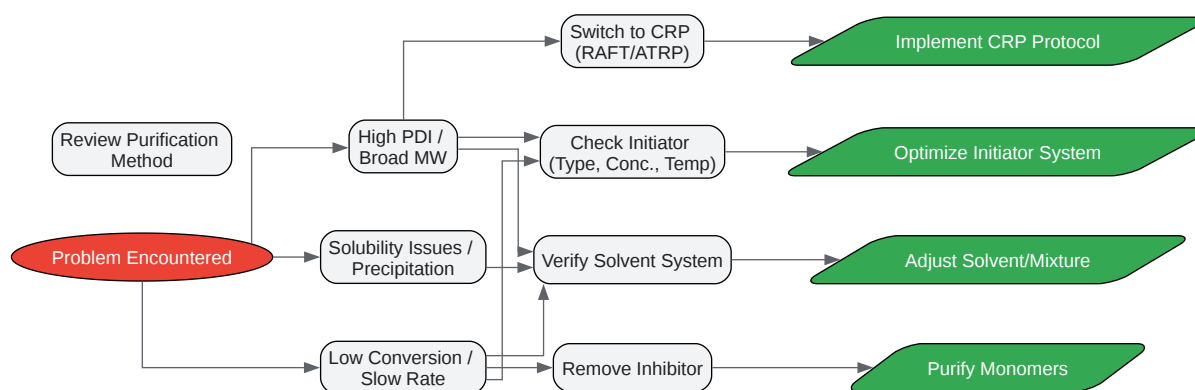 Switch to CRP
(RAFT/ATRP)
Implement CRP Protocol
Review Purification
Method
High PDI /
Broad MW
Check Initiator
(Type, Conc., Temp)
Optimize Initiator System
Problem Encountered
Solubility Issues /
Precipitation
Verify Solvent System
Adjust Solvent/Mixture
Low Conversion /
Slow Rate
Remove Inhibitor
Purify Monomers